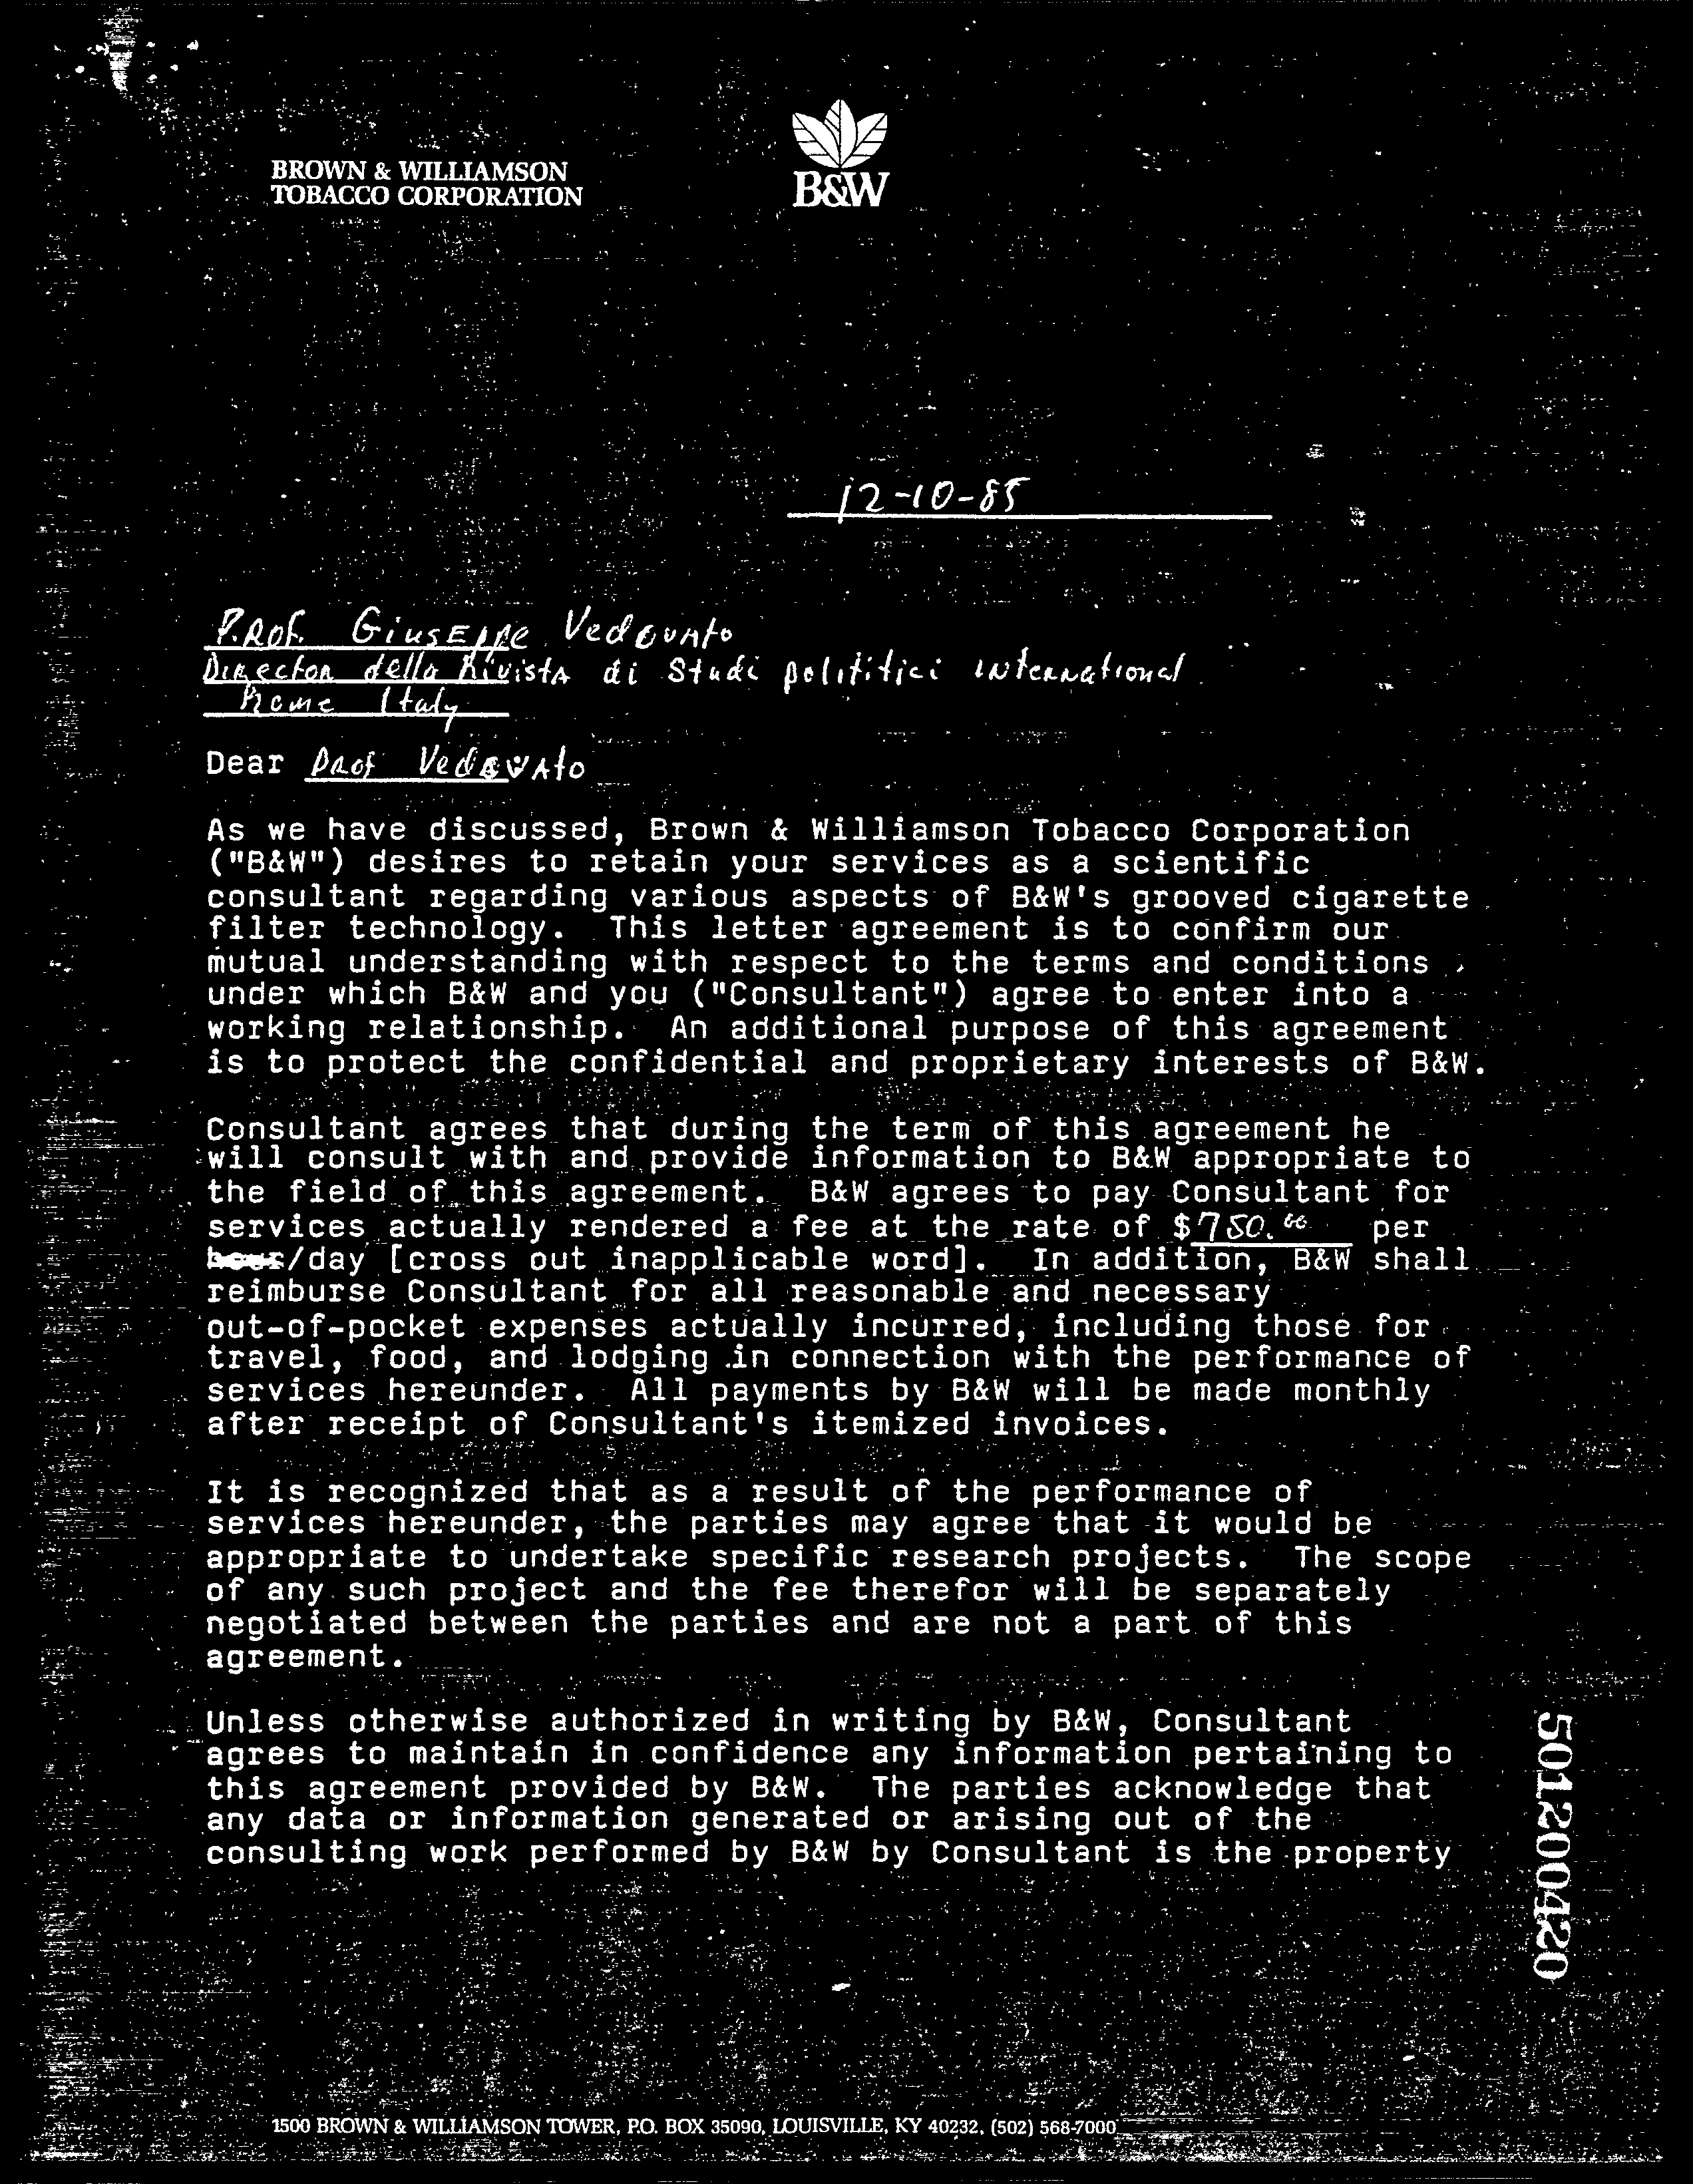 BROWN & WILLIAMSON
TOBACCO CORPORATION
B&W
12-10-85
Prof. Giuseppe Vedovato
Director della Rivista di Studi polititici international
Rome Italy
Dear Prof Vedovato
As we have discussed, Brown & Williamson Tobacco Corporation
("B&W") desires to retain your services as a scientific
consultant regarding various aspects of B&W's grooved cigarette
filter technology. This letter agreement is to confirm our
mutual understanding with respect to the terms and conditions
under which B&W and you ("Consultant") agree to enter into a
working relationship. An additional purpose of this agreement
is to protect the confidential and proprietary interests of B&W.
Consultant agrees that during the term of this agreement he
will consult with and provide information to B&W appropriate to
the field of this agreement. B&W agrees to pay Consultant for
services actually rendered a fee at the rate of $750.00 per
hour/day [cross out inapplicable word]. In addition, B&W shall
reimburse Consultant for all reasonable and necessary
out-of-pocket expenses actually incurred, including those for
travel, food, and lodging in connection with the performance of
services hereunder. All payments by B&W will be made monthly
after receipt of Consultant's itemized invoices.
It is recognized that as a result of the performance of
services hereunder, the parties may agree that it would be
appropriate to undertake specific research projects. The scope
of any such project and the fee therefor will be separately
negotiated between the parties and are not a part of this
agreement.
Unless otherwise authorized in writing by B&W, Consultant
agrees to maintain in confidence any information pertaining to
this agreement provided by B&W. The parties acknowledge that
any data or information generated or arising out of the
consulting work performed by B&W by Consultant is the property
501200420
1500 BROWN & WILLIAMSON TOWER, P.O. BOX 35090, LOUISVILLE, KY 40232, (502) 568-7000